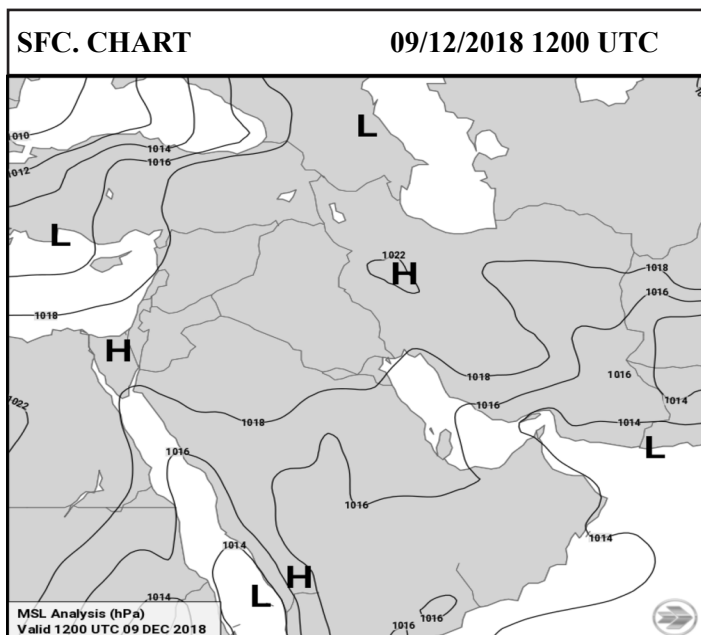 SFC. CHART 09/12/2018 1200 UTC
L
1010
1014
1016
1012
L
1022
H
1018
1016
1018
H
1018
1016
1014
1016
1022
1018
1014
1016
L
1016
1014
1014
H
L
1014
1016
1016
MSL Analysis (hPa)
Valid 1200 UTC 09 DEC 2018